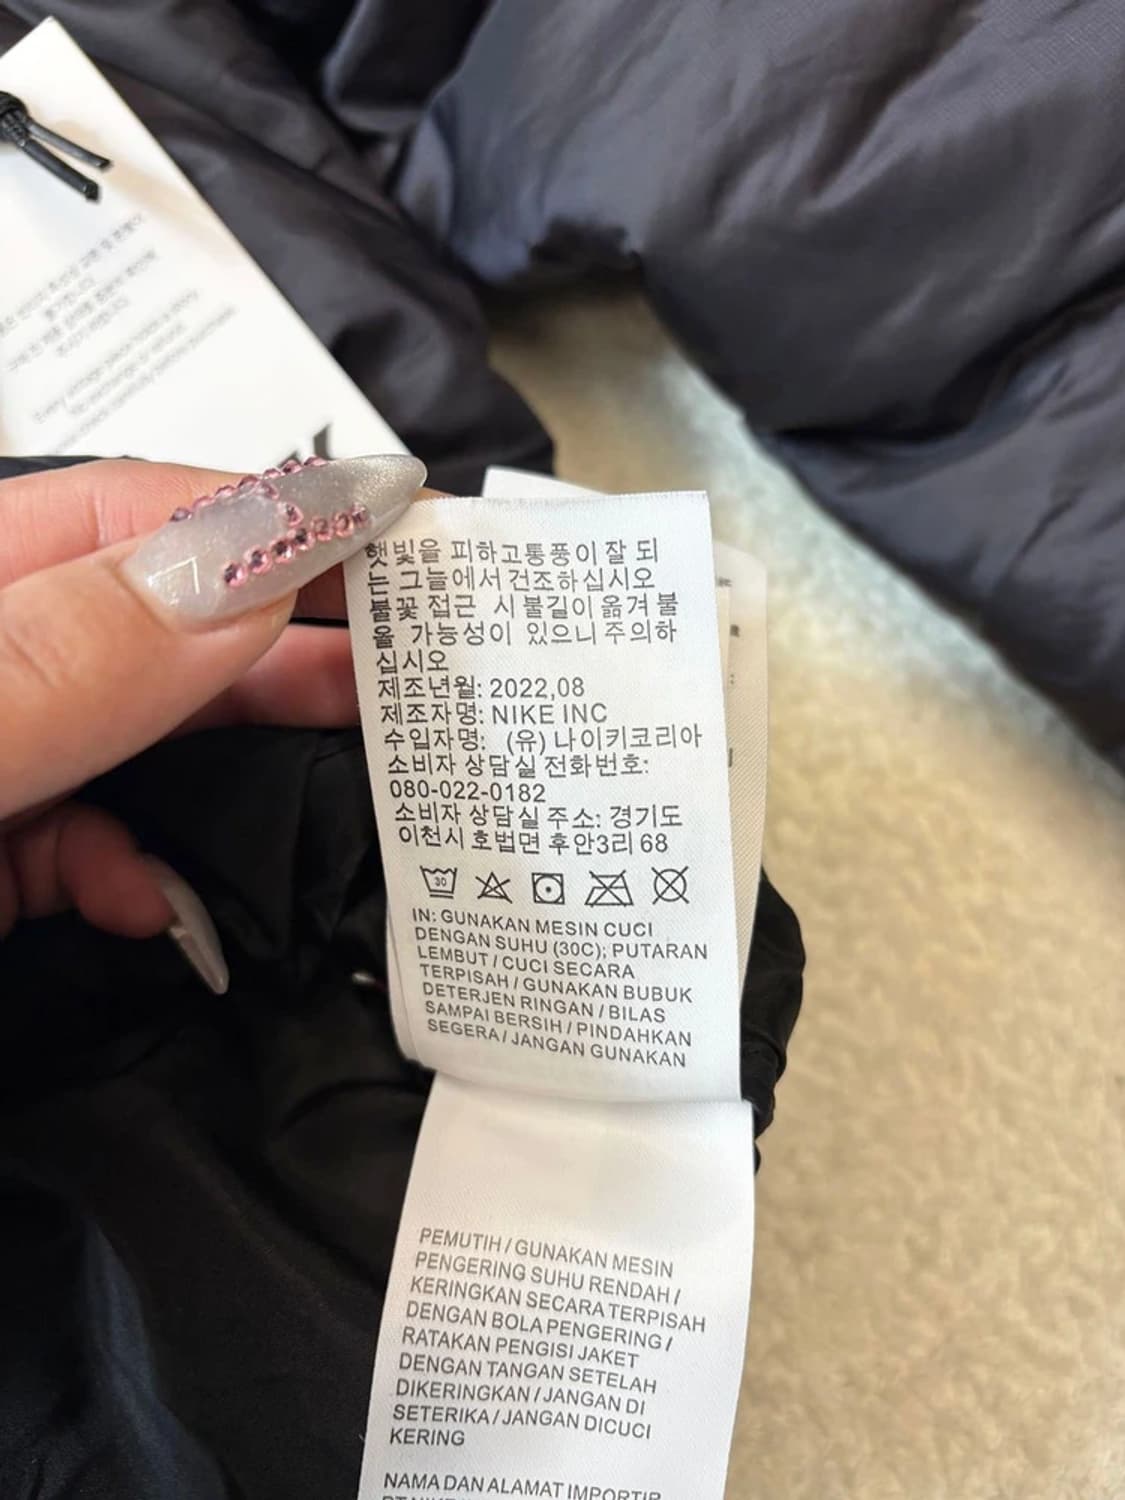 햇빛을 피하고통풍이잘 되
는 그늘에서 건조하십시오
불꽃 접근 시 불길이 옮겨 붙
을 가능성이 있으니 주의하
십시오
제조년월: 2022,08
제조자명: NIKE INC
수입자명: (유) 나이키코리아
소비자 상담실 전화번호:
080-022-0182
소비자 상담실 주소: 경기도
이천시 호법면 후안3리 68
30
IN: GUNAKAN MESIN CUCI
DENGAN SUHU (30C); PUTARAN
LEMBUT / CUCI SECARA
TERPISAH / GUNAKAN BUBUK
DETERJEN RINGAN / BILAS
SAMPAI BERSIH / PINDAHKAN
SEGERA / JANGAN GUNAKAN
PEMUTIH / GUNAKAN MESIN
PENGERING SUHU RENDAH /
KERINGKAN SECARA TERPISAH
DENGAN BOLA PENGERING /
RATAKAN PENGISI JAKET
DENGAN TANGAN SETELAH
DIKERINGKAN / JANGAN DI
SETERIKA / JANGAN DICUCI
KERING
NAMA DAN ALAMAT IMPORTIR